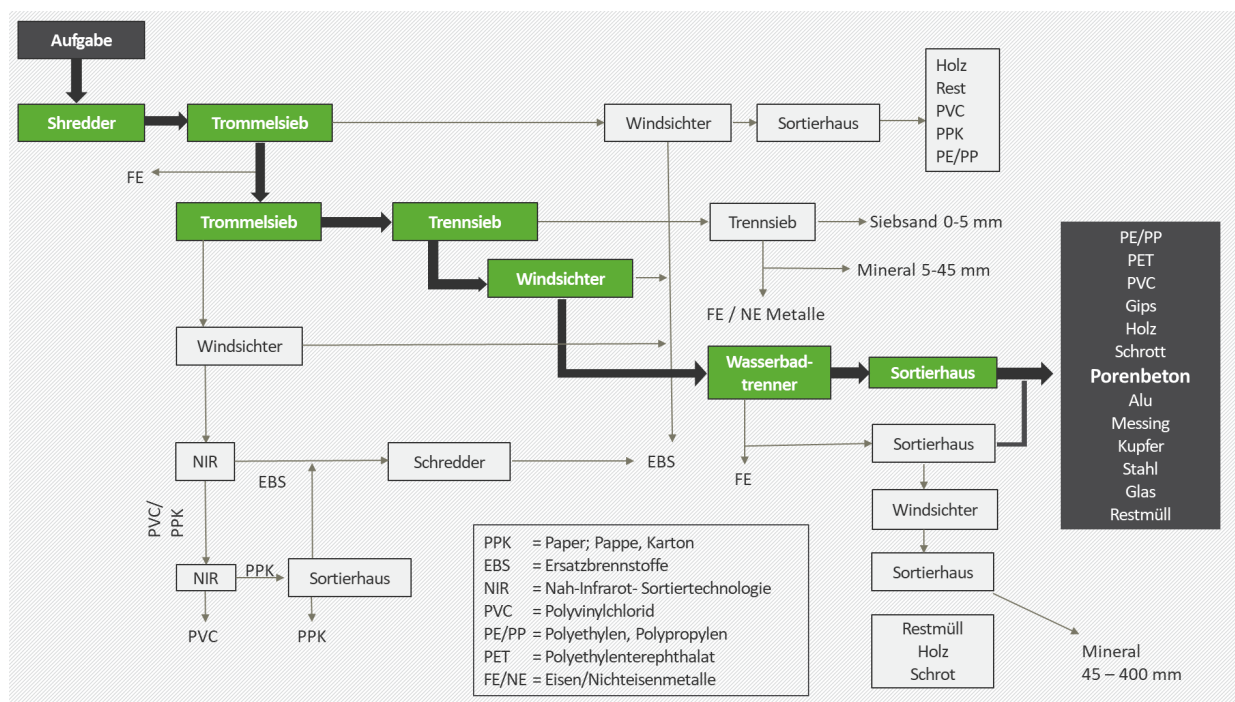 Aufgabe
Shredder
Trommelsieb
Windsichter
Sortierhaus
Holz
Rest
PVC
PPK
PE/PP
FE
Trommelsieb
Trennsieb
Trennsieb
Siebsand 0-5 mm
Windsichter
Mineral 5-45 mm
FE / NE Metalle
Windsichter
Wasserbad-
trenner
Sortierhaus
PE/PP
PET
PVC
Gips
Holz
Schrott
Porenbeton
Alu
Messing
Kupfer
Stahl
Glas
Restmüll
NIR
EBS
Schredder
EBS
FE
Sortierhaus
Windsichter
Sortierhaus
PVC/
PPK
NIR
PPK
Sortierhaus
PVC
PPK
PPK = Paper; Pappe, Karton
EBS = Ersatzbrennstoffe
NIR = Nah-Infrarot- Sortiertechnologie
PVC = Polyvinylchlorid
PE/PP = Polyethylen, Polypropylen
PET = Polyethylenterephthalat
FE/NE = Eisen/Nichteisenmetalle
Restmüll
Holz
Schrot
Mineral
45 – 400 mm